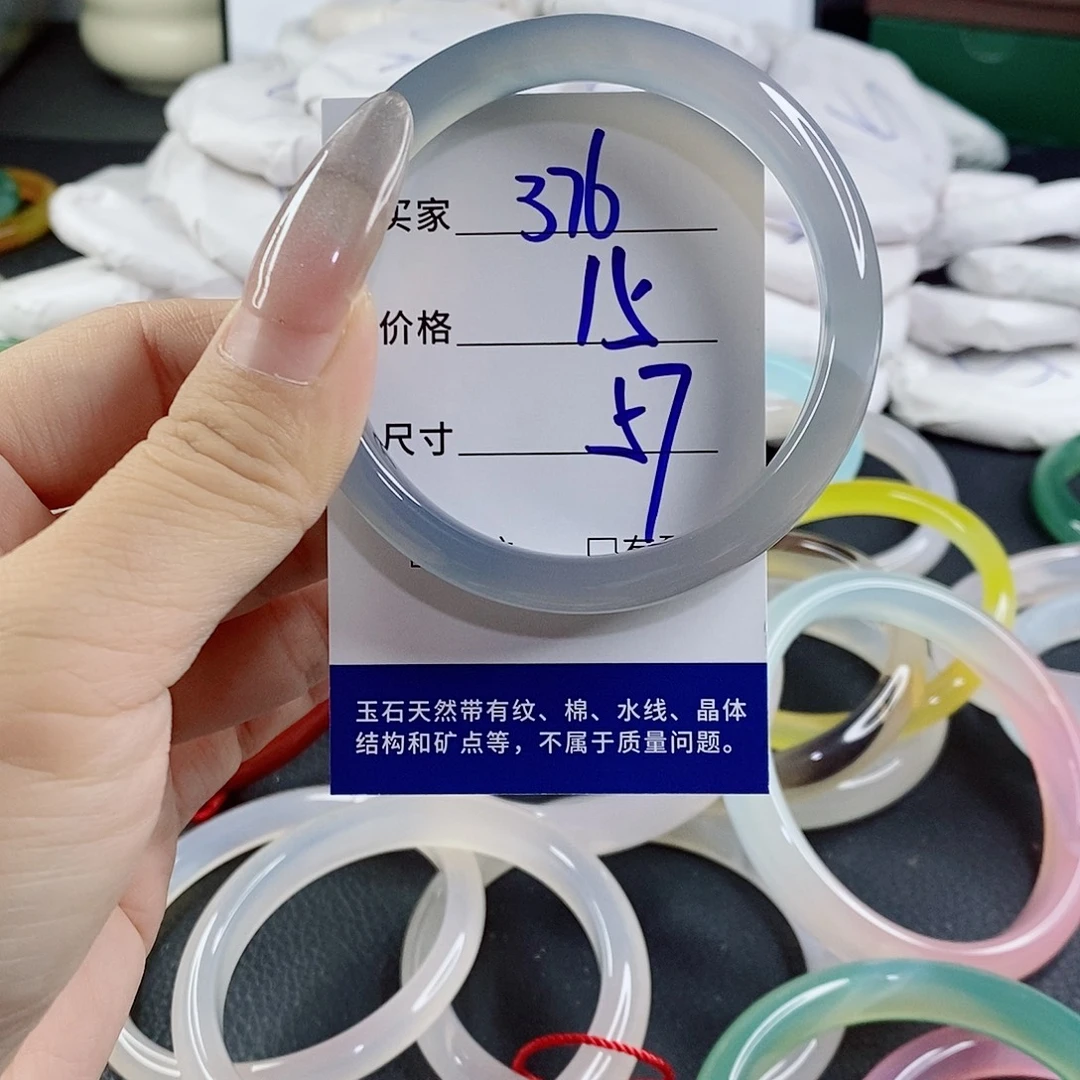 买家 376
价格 15
尺寸 57
玉石天然带有纹、棉、水线、晶体
结构和矿点等，不属于质量问题。